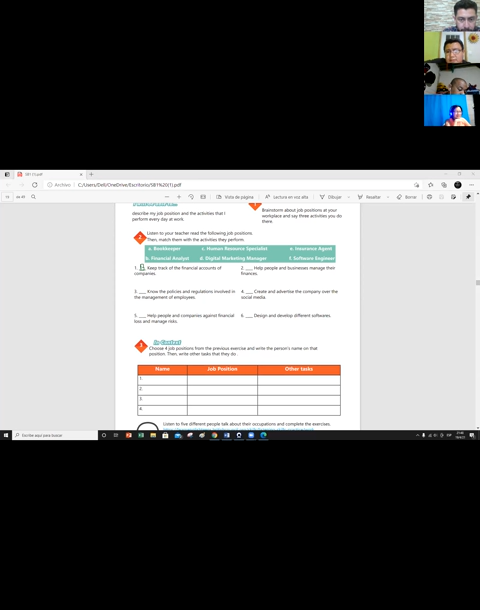 SB1 (1).pdf
Archivo | C:/Users/Dell/OneDrive/Escritorio/SB1%20(1).pdf
de 49
Vista de página | Lectura en voz alta | Dibujar | Resaltar | Borrar
describe my job position and the activities that I
perform every day at work.
Brainstorm about job positions at your
workplace and say three activities you do
there.
Listen to your teacher read the following job positions
Then: match them with the activities they perform.
a. Bookkeeper c. Human Resource Specialist e. Insurance Agent
b. Financial Analyst d. Digital Marketing Manager f. Software Engineer
1. Keep track of the financial accounts of
companies.
2. ___ Help people and businesses manage their
finances.
3. ___ Know the policies and regulations involved in
the management of employees.
4. ___ Create and advertise the company over the
social media.
5. ___ Help people and companies against financial
loss and manage risks.
6. ___ Design and develop different softwares.
In Context
Choose 4 job positions from the previous exercise and write the person's name on that
position. Then, write other tasks that they do
Name Job Position Other tasks
1.
2.
3
4.
Listen to five different people talk about their occupations and complete the exercises.
Escribe aquí para buscar